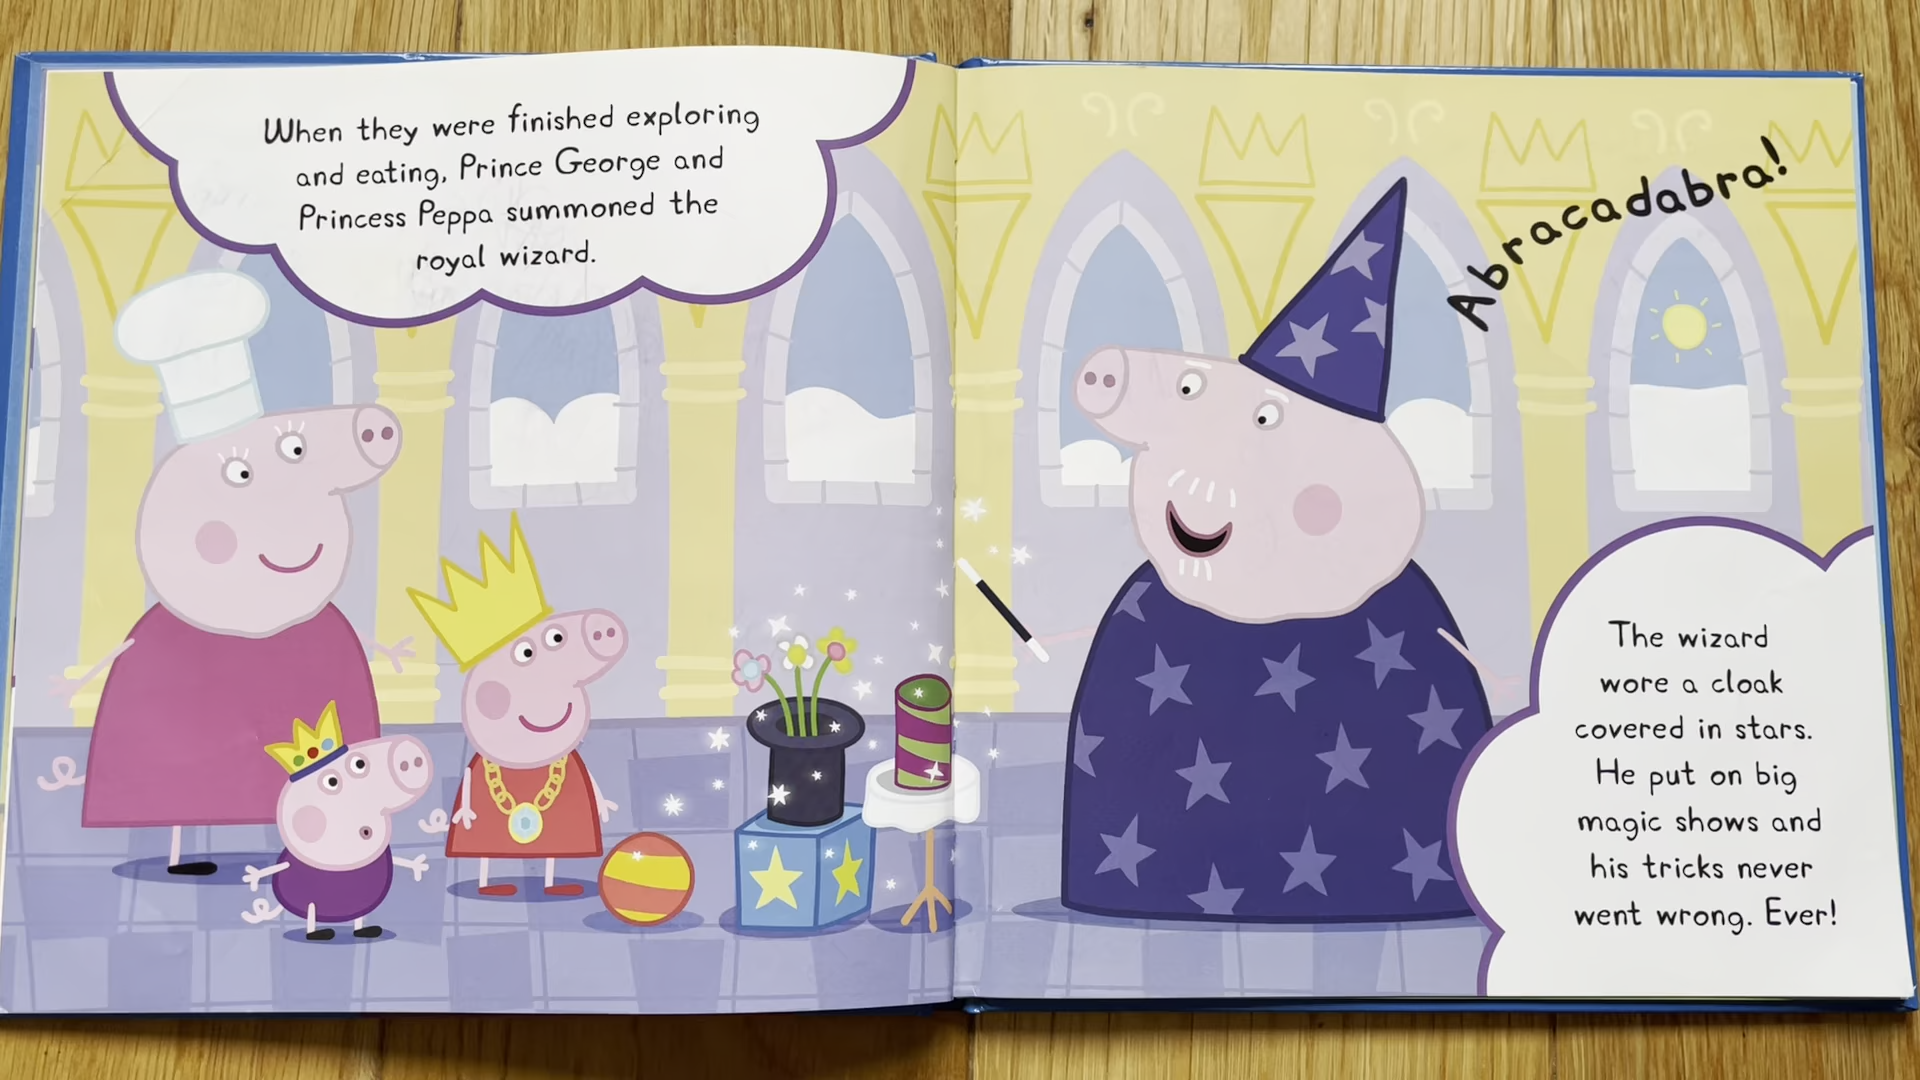 When they were finished exploring
and eating, Prince George and
Princess Peppa summoned the
royal wizard.
Abracadabra!
The wizard
wore a cloak
covered in stars.
He put on big
magic shows and
his tricks never
went wrong. Ever!